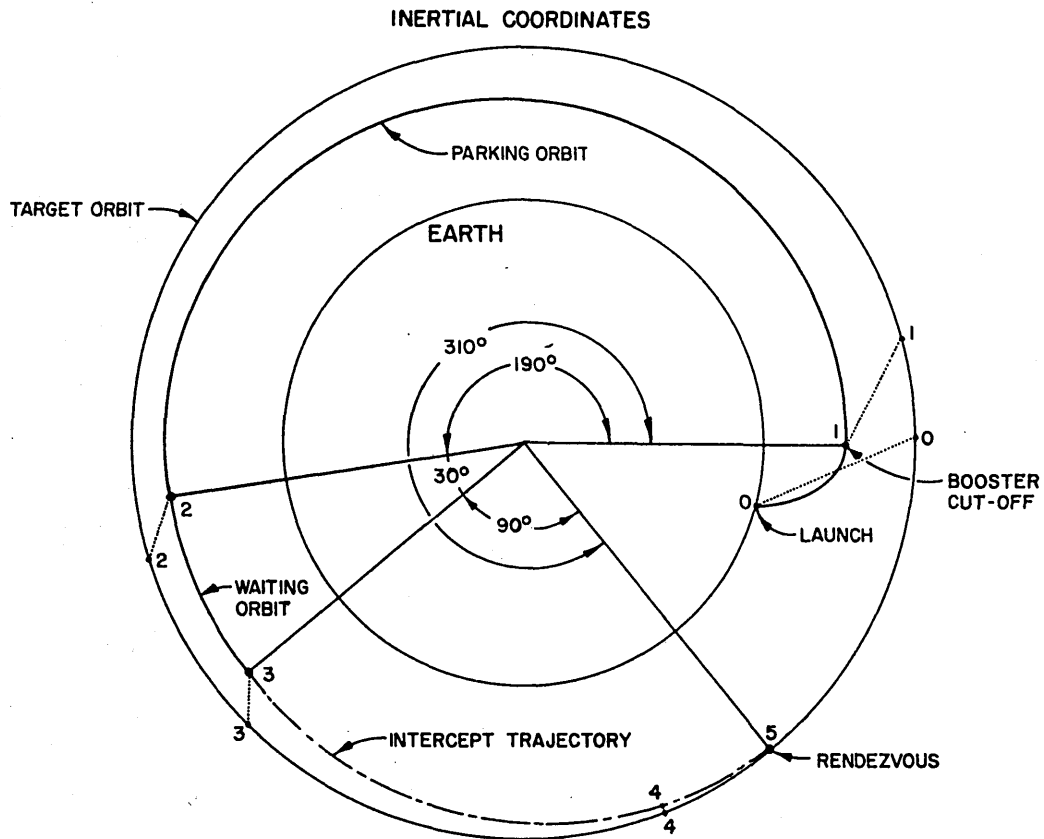 INERTIAL COORDINATES
PARKING ORBIT
TARGET ORBIT
EARTH
1
310°
190°
1
0
30°
2
0
BOOSTER
CUT-OFF
90°
LAUNCH
2
WAITING
ORBIT
3
3
INTERCEPT TRAJECTORY
5
RENDEZVOUS
4
4